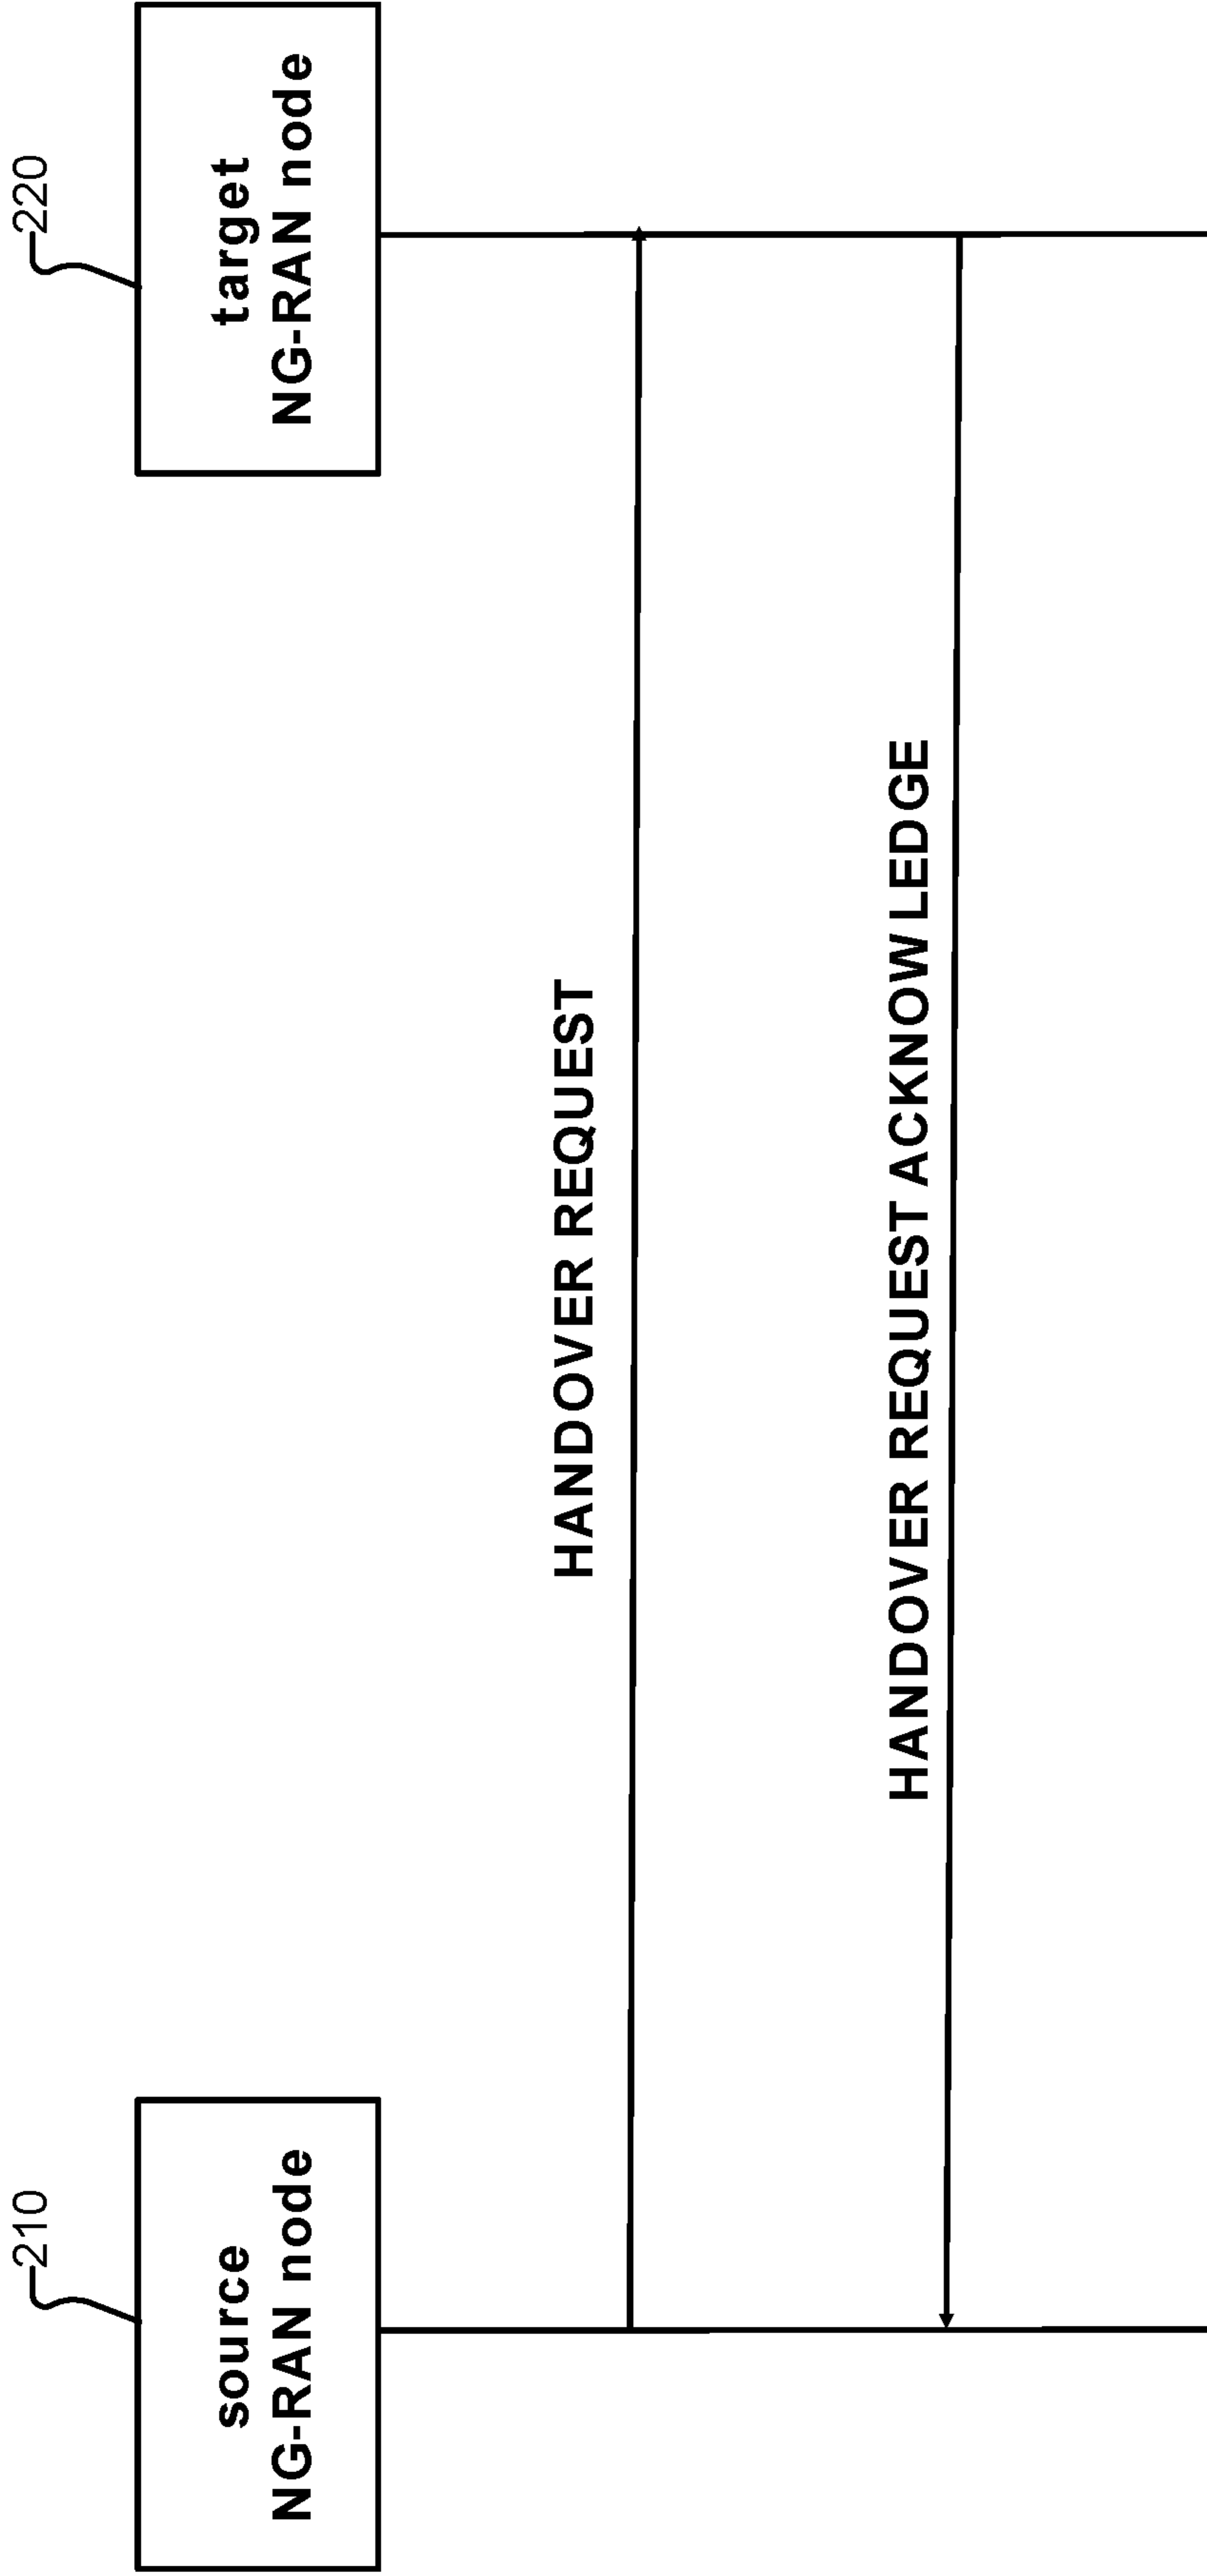 210
220
source
NG-RAN node
target
NG-RAN node
HANDOVER REQUEST
HANDOVER REQUEST ACKNOWLEDGE